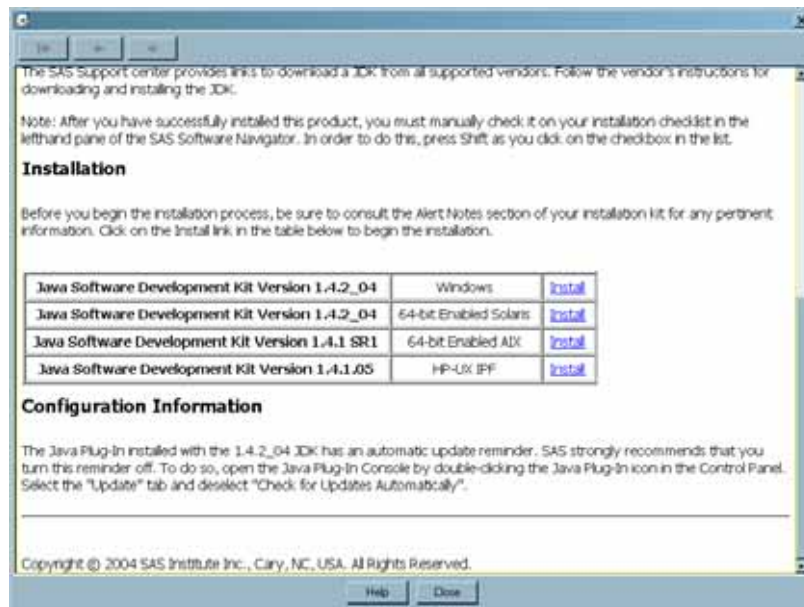 The SAS Support center provides links to download a JDK from all supported vendors. Follow the vendor's instructions for
downloading and installing the JDK.
Note: After you have successfully installed this product, you must manually check it on your installation checklist in the
lefthand pane of the SAS Software Navigator. In order to do this, press Shift as you click on the checkbox in the list.
Installation
Before you begin the installation process, be sure to consult the Alert Notes section of your installation kit for any pertinent
information. Click on the Install link in the table below to begin the installation.
Java Software Development Kit Version 1.4.2_04 Windows Install
Java Software Development Kit Version 1.4.2_04 64-bit Enabled Solaris Install
Java Software Development Kit Version 1.4.1 SR1 64-bit Enabled AIX Install
Java Software Development Kit Version 1.4.1.05 HP-UX IPF Install
Configuration Information
The Java Plug-In installed with the 1.4.2_04 JDK has an automatic update reminder. SAS strongly recommends that you
turn this reminder off. To do so, open the Java Plug-In Console by double-clicking the Java Plug-In icon in the Control Panel.
Select the "Update" tab and deselect "Check for Updates Automatically".
Copyright © 2004 SAS Institute Inc., Cary, NC, USA. All Rights Reserved.
Help Close